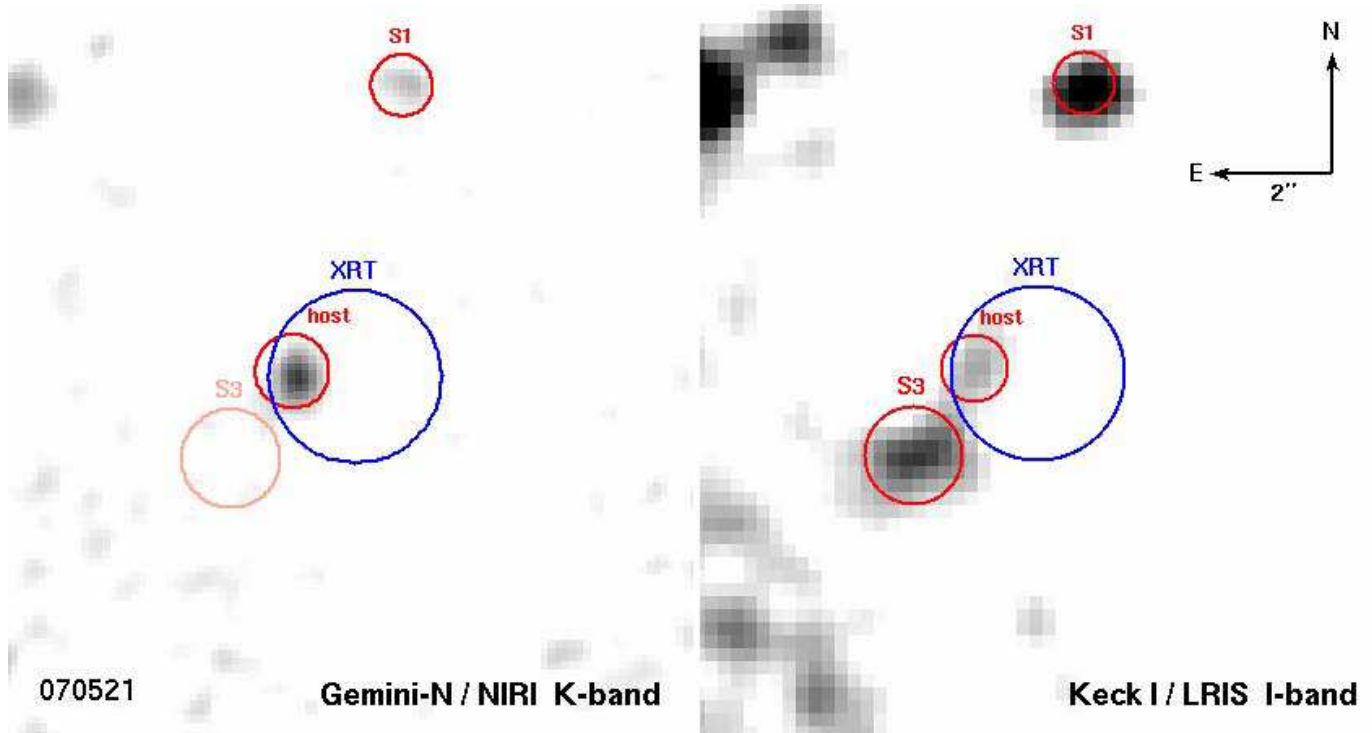 S1
XRT
host
S3
070521
Gemini-N / NIRI K-band
S1
N
E
2''
XRT
host
S3
Keck I / LRIS I-band